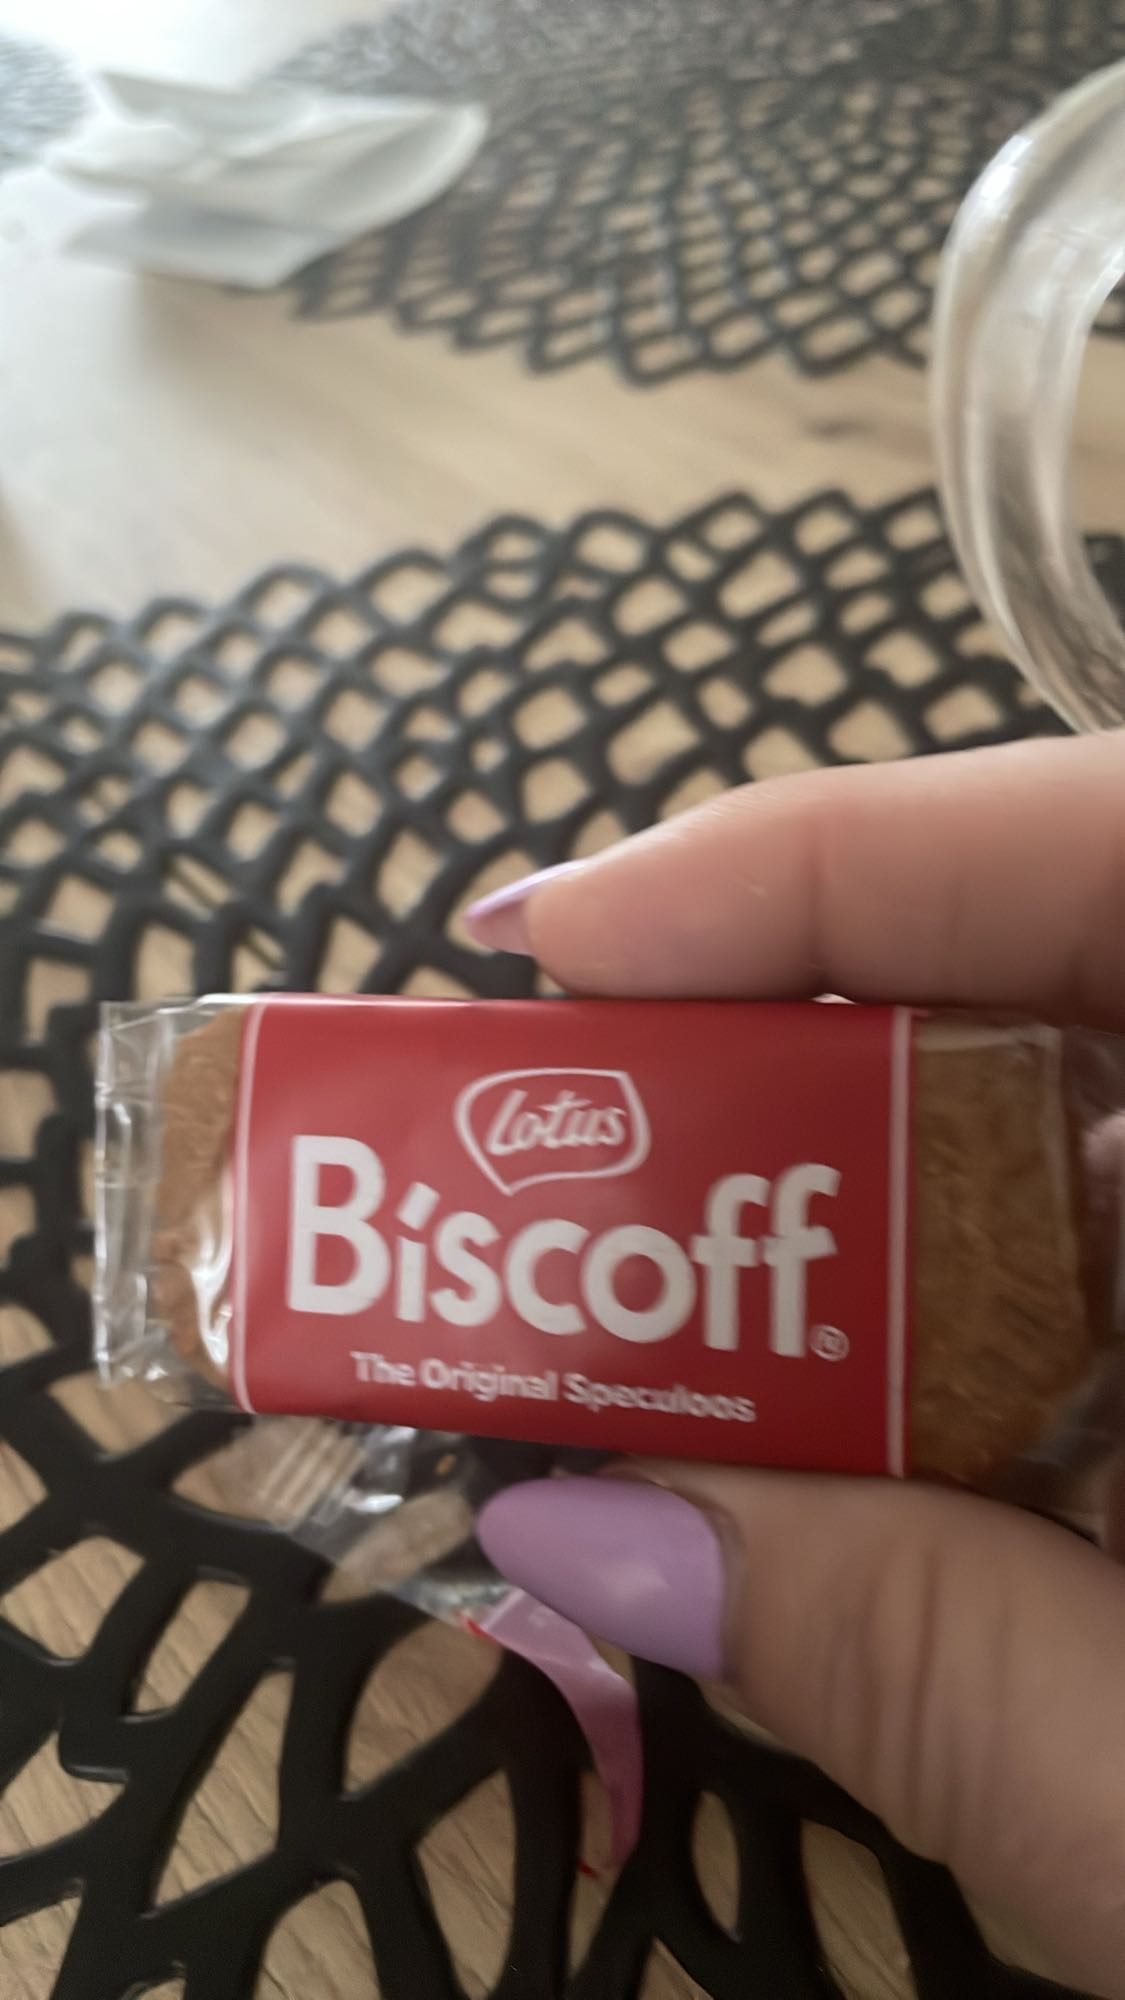 Lotus
Biscoff®
The Original Speculoos